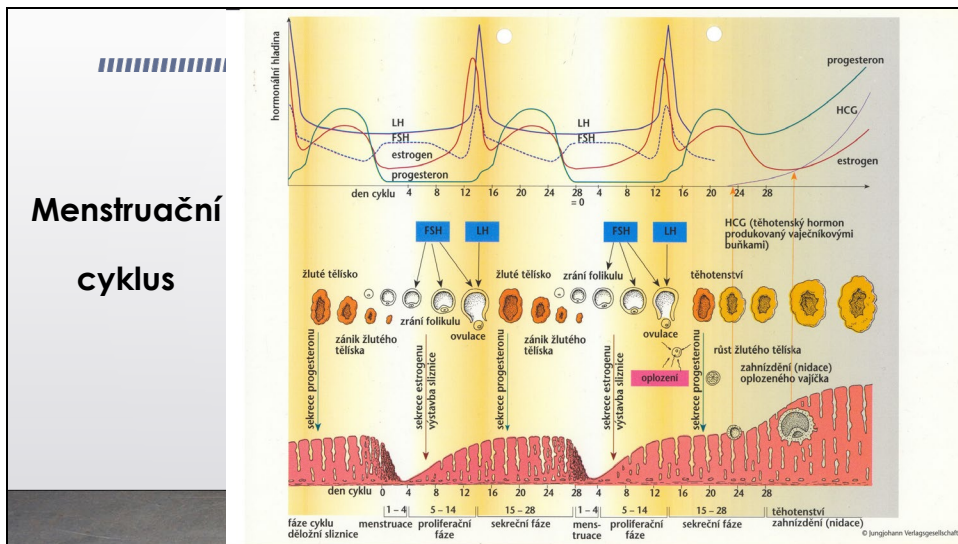 Menstruační
cyklus
hormonální hladina
progesteron
HCG
estrogen
LH
FSH
estrogen
progesteron
LH
FSH
den cyklu 4 8 12 16 20 24 28 4 8 12 16 20 24 28
= 0
HCG (těhotenský hormon
produkovaný vaječníkovými
buňkami)
FSH
LH
FSH
LH
žluté tělísko
žluté tělísko
zrání folikulu
těhotenství
zrání folikulu
ovulace
ovulace
zánik žlutého
tělíska
zánik žlutého
tělíska
růst žlutého tělíska
zahnízdění (nidace)
oplozeného vajíčka
oplození
sekrece progesteronu
sekrece estrogenu
výstavba sliznice
sekrece progesteronu
sekrece estrogenu
výstavba sliznice
sekrece progesteronu
den cyklu 0 4 8 12 16 20 24 28 4 8 12 16 20 24 28
1 – 4 5 – 14 15 – 28 1 – 4 5 – 14 15 – 28
fáze cyklu
děložní sliznice
menstruace
proliferační
fáze
sekreční fáze
mens-
truace
proliferační
fáze
sekreční fáze
těhotenství
zahnízdění (nidace)
© Jungjohann Verlagsgesellschaft